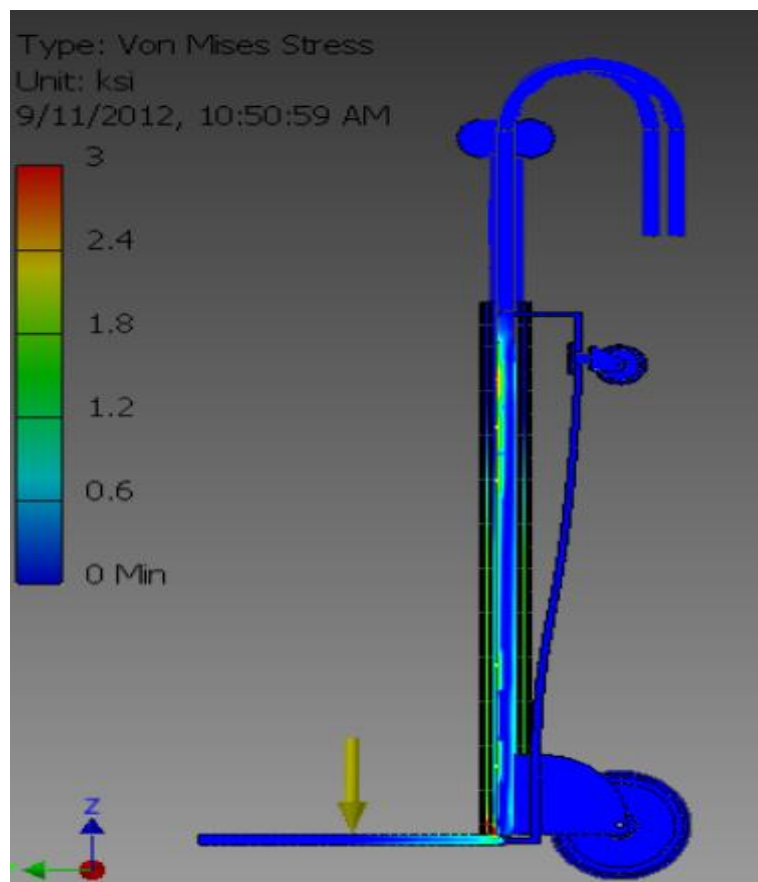 Type: Von Mises Stress
Unit: ksi
9/11/2012, 10:50:59 AM
3
2.4
1.8
1.2
0.6
0 Min
Z